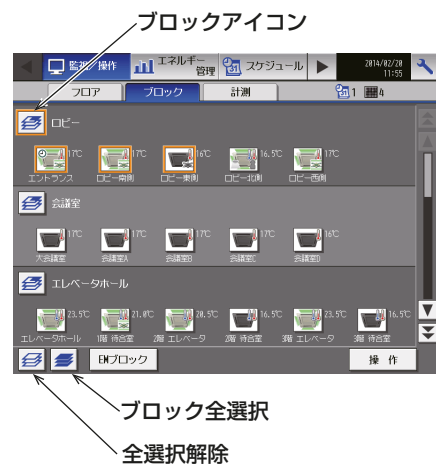 ブロックアイコン
監視/操作 エネルギー管理 スケジュール 2014/02/20 11:55
フロア ブロック 計測 31 1 4
ロビー
17℃ 17℃ 16℃ 16.5℃ 17℃
エントランス ロビー南側 ロビー東側 ロビー北側 ロビー西側
会議室
17℃ 17℃ 17℃ 17℃ 16℃
大会議室 会議室A 会議室B 会議室C 会議室D
エレベータホール
23.5℃ 21.0℃ 20.5℃ 16.5℃ 23.5℃ 16.5℃
エレベータホール 1階 待合室 2階 エレベータ 2階 待合室 3階 エレベータ 3階 待合室
EMブロック 操 作
ブロック全選択
全選択解除